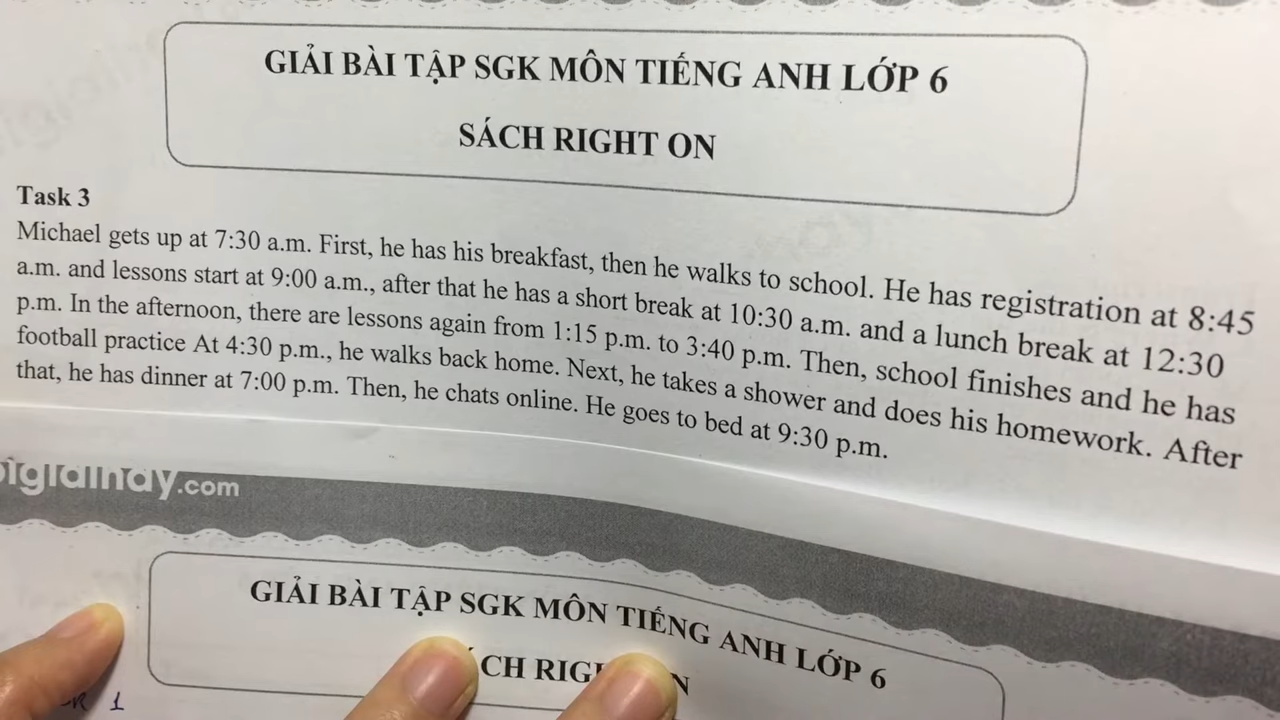 GIẢI BÀI TẬP SGK MÔN TIẾNG ANH LỚP 6
SÁCH RIGHT ON
Task 3
Michael gets up at 7:30 a.m. First, he has his breakfast, then he walks to school. He has registration at 8:45
a.m. and lessons start at 9:00 a.m., after that he has a short break at 10:30 a.m. and a lunch break at 12:30
p.m. In the afternoon, there are lessons again from 1:15 p.m. to 3:40 p.m. Then, school finishes and he has
football practice At 4:30 p.m., he walks back home. Next, he takes a shower and does his homework. After
that, he has dinner at 7:00 p.m. Then, he chats online. He goes to bed at 9:30 p.m.
.com
GIẢI BÀI TẬP SGK MÔN TIẾNG ANH LỚP 6
1